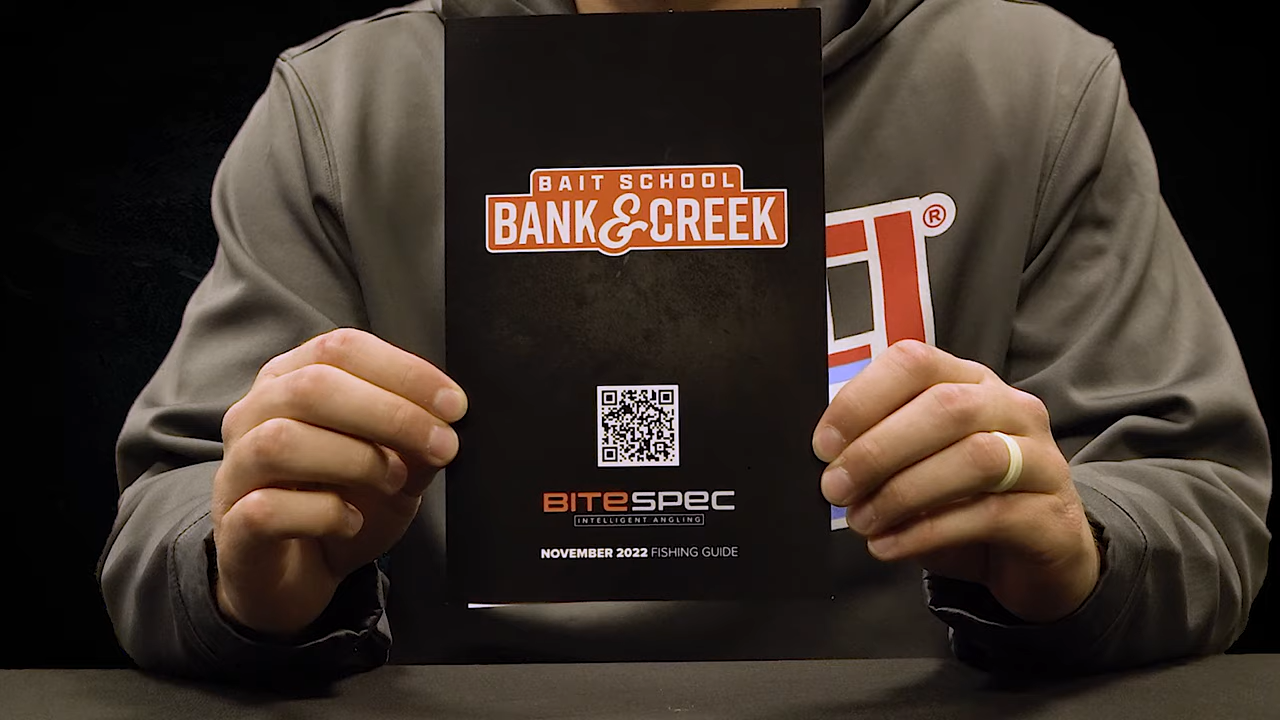 BAIT SCHOOL
BANK & CREEK
®
BITESPEC
INTELLIGENT ANGLING
NOVEMBER 2022 FISHING GUIDE